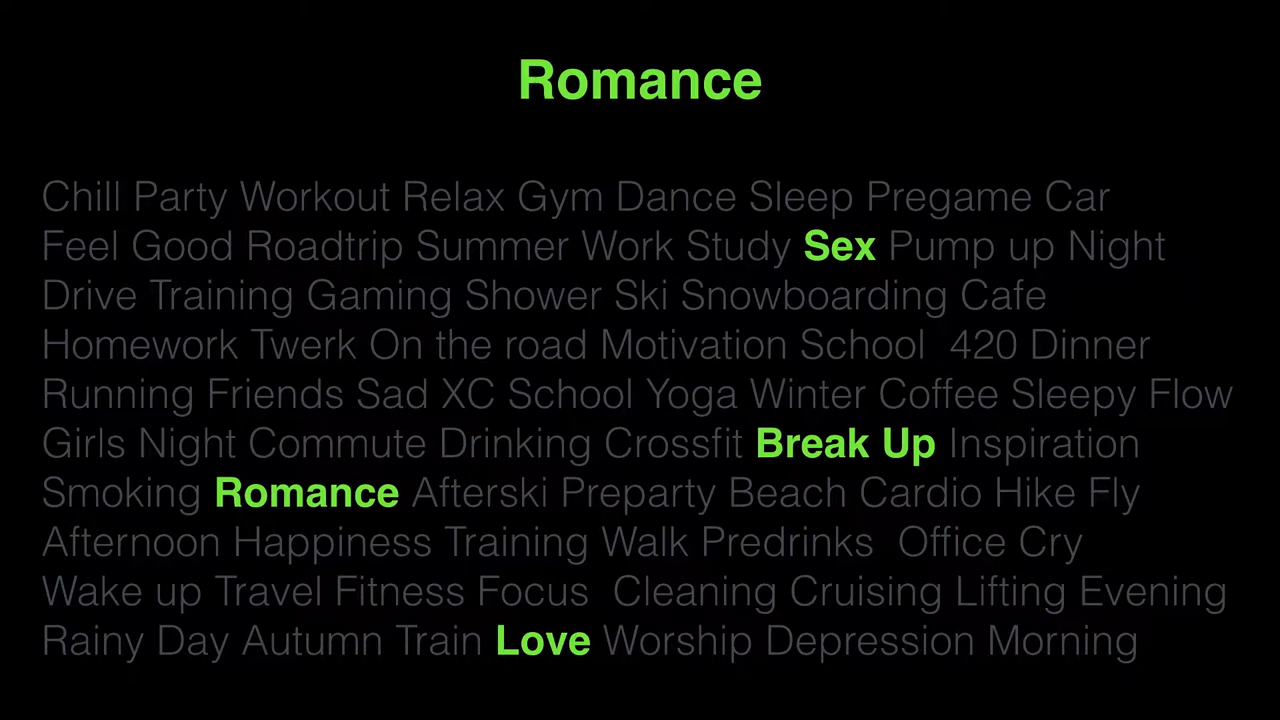 Romance
Chill Party Workout Relax Gym Dance Sleep Pregame Car
Feel Good Roadtrip Summer Work Study Sex Pump up Night
Drive Training Gaming Shower Ski Snowboarding Cafe
Homework Twerk On the road Motivation School 420 Dinner
Running Friends Sad XC School Yoga Winter Coffee Sleepy Flow
Girls Night Commute Drinking Crossfit Break Up Inspiration
Smoking Romance Afterski Preparty Beach Cardio Hike Fly
Afternoon Happiness Training Walk Predrinks Office Cry
Wake up Travel Fitness Focus Cleaning Cruising Lifting Evening
Rainy Day Autumn Train Love Worship Depression Morning